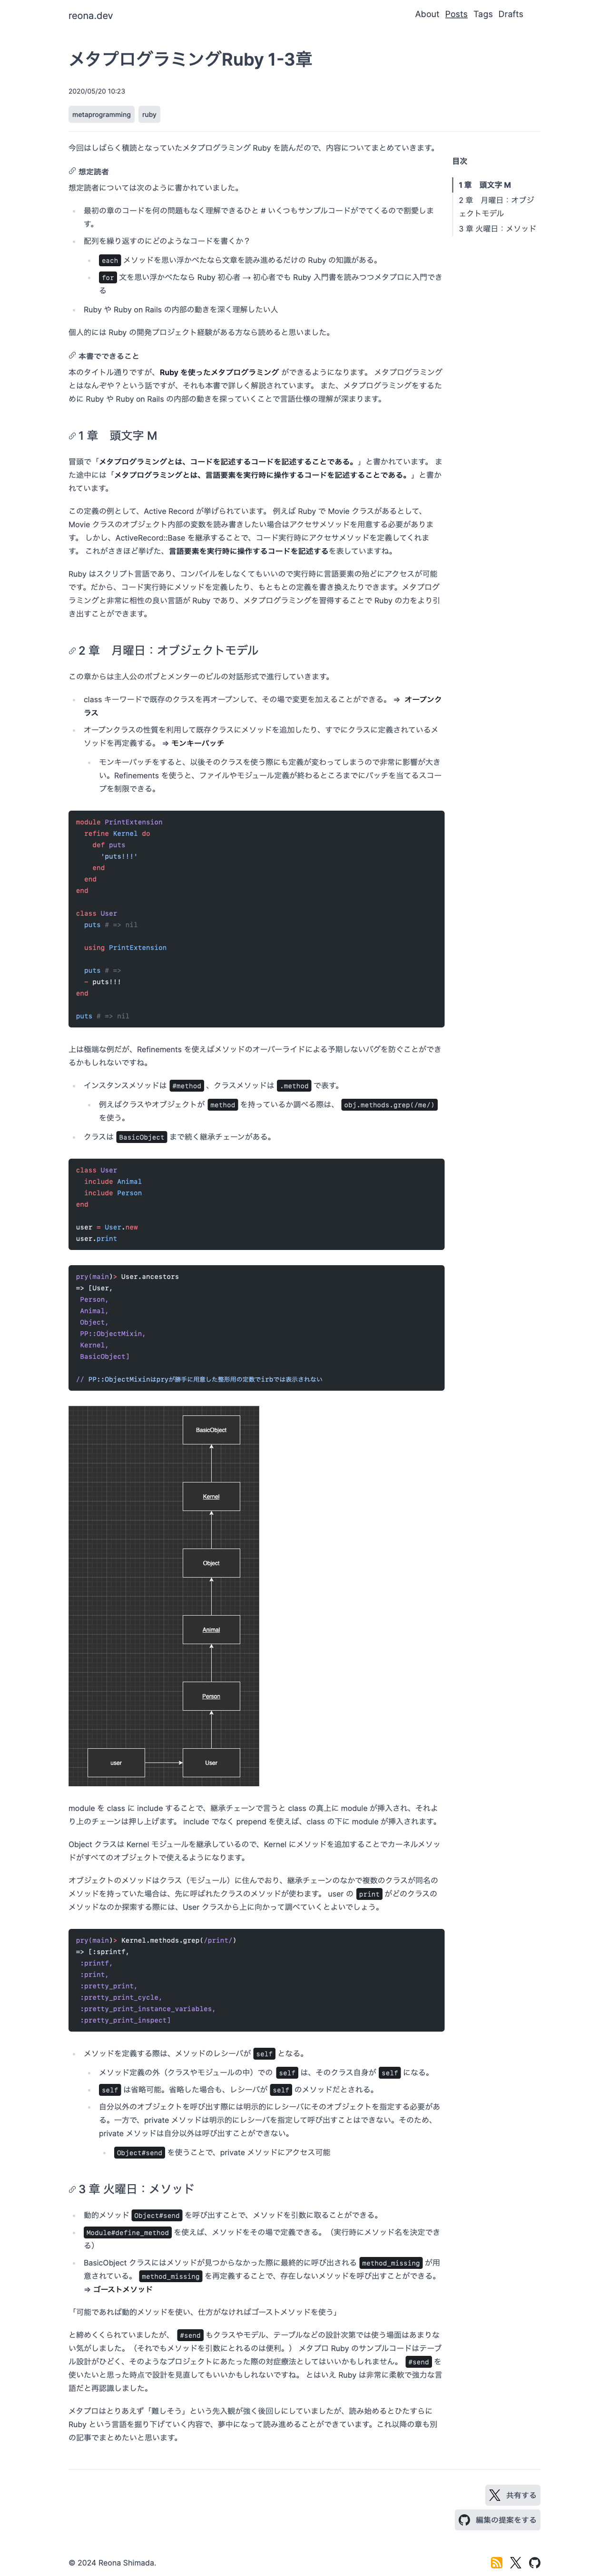 reona.dev
About Posts Tags Drafts
メタプログラミングRuby 1-3章
2020/05/20 10:23
metaprogramming ruby
今回はしばらく積読となっていたメタプログラミング Ruby を読んだので、内容についてまとめていきます。
目次
1 章　頭文字 M
2 章　月曜日：オブジ
ェクトモデル
3 章 火曜日：メソッド
想定読者
想定読者については次のように書かれていました。
最初の章のコードを何の問題もなく理解できるひと # いくつもサンプルコードがでてくるので割愛しま
す。
配列を繰り返すのにどのようなコードを書くか？
each メソッドを思い浮かべたなら文章を読み進めるだけの Ruby の知識がある。
for 文を思い浮かべたなら Ruby 初心者 → 初心者でも Ruby 入門書を読みつつメタプロに入門でき
る
Ruby や Ruby on Rails の内部の動きを深く理解したい人
個人的には Ruby の開発プロジェクト経験がある方なら読めると思いました。
本書でできること
本のタイトル通りですが、Ruby を使ったメタプログラミング ができるようになります。 メタプログラミング
とはなんぞや？という話ですが、それも本書で詳しく解説されています。 また、メタプログラミングをするた
めに Ruby や Ruby on Rails の内部の動きを探っていくことで言語仕様の理解が深まります。
1 章　頭文字 M
冒頭で「メタプログラミングとは、コードを記述するコードを記述することである。」と書かれています。 ま
た途中には「メタプログラミングとは、言語要素を実行時に操作するコードを記述することである。」と書か
れています。
この定義の例として、Active Record が挙げられています。 例えば Ruby で Movie クラスがあるとして、
Movie クラスのオブジェクト内部の変数を読み書きしたい場合はアクセサメソッドを用意する必要がありま
す。 しかし、ActiveRecord::Base を継承することで、コード実行時にアクセサメソッドを定義してくれま
す。 これがさきほど挙げた、言語要素を実行時に操作するコードを記述するを表していますね。
Ruby はスクリプト言語であり、コンパイルをしなくてもいいので実行時に言語要素の殆どにアクセスが可能
です。だから、コード実行時にメソッドを定義したり、もともとの定義を書き換えたりできます。メタプログ
ラミングと非常に相性の良い言語が Ruby であり、メタプログラミングを習得することで Ruby の力をより引
き出すことができます。
2 章　月曜日：オブジェクトモデル
この章からは主人公のボブとメンターのビルの対話形式で進行していきます。
class キーワードで既存のクラスを再オープンして、その場で変更を加えることができる。 ⇒ オープンク
ラス
オープンクラスの性質を利用して既存クラスにメソッドを追加したり、すでにクラスに定義されているメ
ソッドを再定義する。 ⇒ モンキーパッチ
モンキーパッチをすると、以後そのクラスを使う際にも定義が変わってしまうので非常に影響が大き
い。Refinements を使うと、ファイルやモジュール定義が終わるところまでにパッチを当てるスコー
プを制限できる。
module PrintExtension
refine Kernel do
def puts
'puts!!!'
end
end
end
class User
puts # => nil
using PrintExtension
puts # =>
— puts!!!
end
puts # => nil
上は極端な例だが、Refinements を使えばメソッドのオーバーライドによる予期しないバグを防ぐことができ
るかもしれないですね。
インスタンスメソッドは #method 、クラスメソッドは .method で表す。
例えばクラスやオブジェクトが method を持っているか調べる際は、 obj.methods.grep(/me/)
を使う。
クラスは BasicObject まで続く継承チェーンがある。
class User
include Animal
include Person
end
user = User.new
user.print
pry(main)> User.ancestors
=> [User,
Person,
Animal,
Object,
PP::ObjectMixin,
Kernel,
BasicObject]
// PP::ObjectMixinはpryが勝手に用意した整形用の定数でirbでは表示されない
BasicObject
Kernel
Object
Animal
Person
user User
module を class に include することで、継承チェーンで言うと class の真上に module が挿入され、それよ
り上のチェーンは押し上げます。 include でなく prepend を使えば、class の下に module が挿入されます。
Object クラスは Kernel モジュールを継承しているので、Kernel にメソッドを追加することでカーネルメソッ
ドがすべてのオブジェクトで使えるようになります。
オブジェクトのメソッドはクラス（モジュール）に住んでおり、継承チェーンのなかで複数のクラスが同名の
メソッドを持っていた場合は、先に呼ばれたクラスのメソッドが使わます。 user の print がどのクラスの
メソッドなのか探索する際には、User クラスから上に向かって調べていくとよいでしょう。
pry(main)> Kernel.methods.grep(/print/)
=> [:sprintf,
:printf,
:print,
:pretty_print,
:pretty_print_cycle,
:pretty_print_instance_variables,
:pretty_print_inspect]
メソッドを定義する際は、メソッドのレシーバが self となる。
メソッド定義の外（クラスやモジュールの中）での self は、そのクラス自身が self になる。
self は省略可能。省略した場合も、レシーバが self のメソッドだとされる。
自分以外のオブジェクトを呼び出す際には明示的にレシーバにそのオブジェクトを指定する必要があ
る。一方で、private メソッドは明示的にレシーバを指定して呼び出すことはできない。そのため、
private メソッドは自分以外は呼び出すことができない。
Object#send を使うことで、private メソッドにアクセス可能
3 章 火曜日：メソッド
動的メソッド Object#send を呼び出すことで、メソッドを引数に取ることができる。
Module#define_method を使えば、メソッドをその場で定義できる。（実行時にメソッド名を決定でき
る）
BasicObject クラスにはメソッドが見つからなかった際に最終的に呼び出される method_missing が用
意されている。 method_missing を再定義することで、存在しないメソッドを呼び出すことができる。
⇒ ゴーストメソッド
「可能であれば動的メソッドを使い、仕方がなければゴーストメソッドを使う」
と締めくくられていましたが、 #send もクラスやモデル、テーブルなどの設計次第では使う場面はあまりな
い気がしました。（それでもメソッドを引数にとれるのは便利。） メタプロ Ruby のサンプルコードはテーブ
ル設計がひどく、そのようなプロジェクトにあたった際の対症療法としてはいいかもしれません。 #send を
使いたいと思った時点で設計を見直してもいいかもしれないですね。 とはいえ Ruby は非常に柔軟で強力な言
語だと再認識しました。
メタプロはとりあえず「難しそう」という先入観が強く後回しにしていましたが、読み始めるとひたすらに
Ruby という言語を掘り下げていく内容で、夢中になって読み進めることができています。これ以降の章も別
の記事でまとめたいと思います。
共有する
編集の提案をする
© 2024 Reona Shimada.